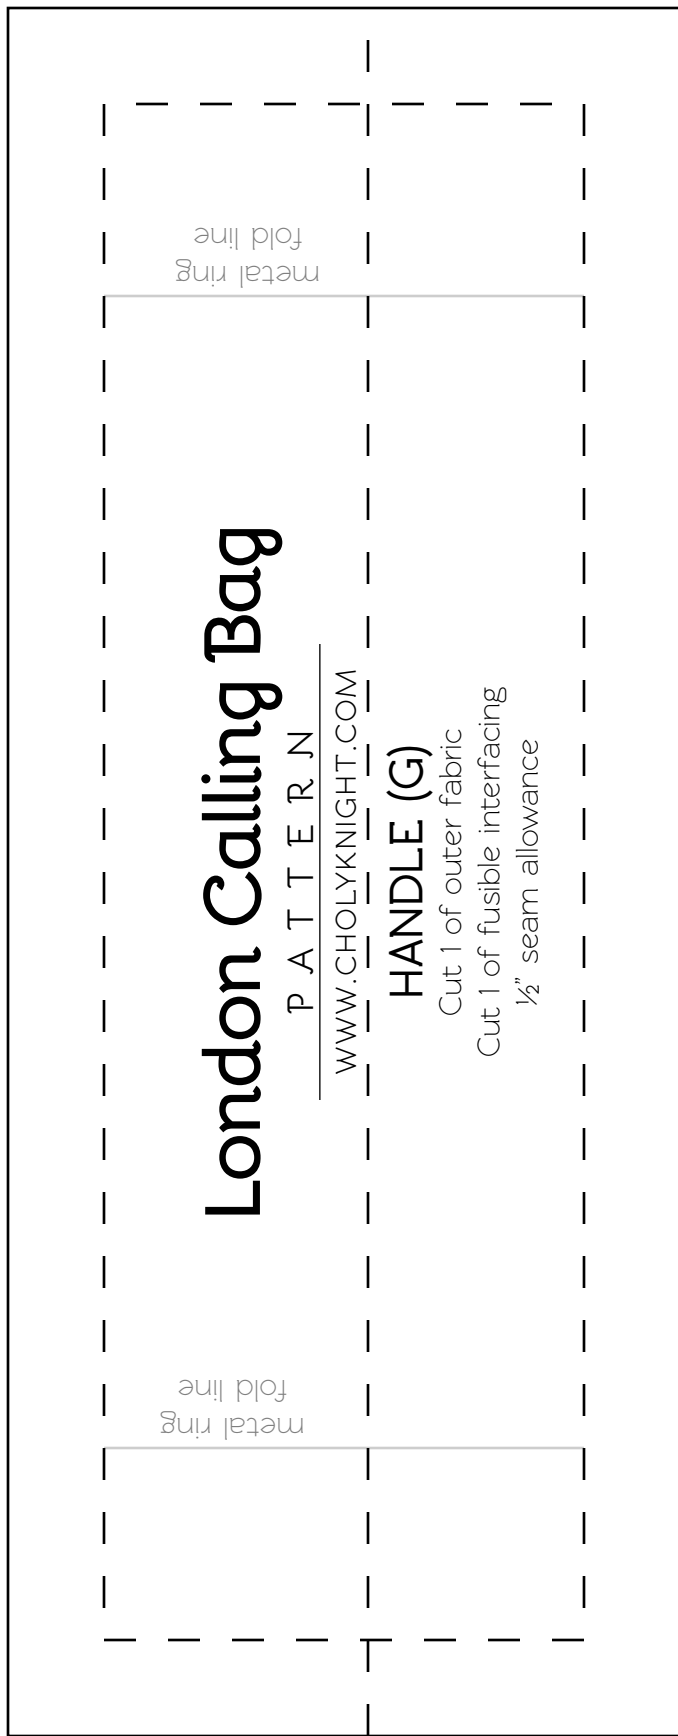 metal ring
fold line
London Calling Bag
PATTERN
WWW.CHOLYKNIGHT.COM
HANDLE (G)
Cut 1 of outer fabric
Cut 1 of fusible interfacing
½" seam allowance
metal ring
fold line